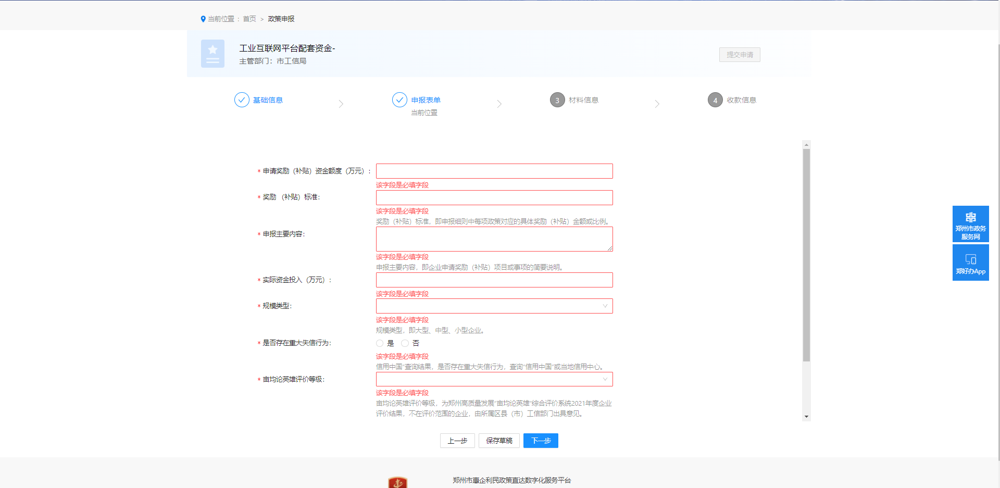 当前位置： 首页 > 政策申报
工业互联网平台配套资金-
主管部门：市工信局
提交申请
基础信息
申报表单
当前位置
3 材料信息
4 收款信息
* 申请奖励（补贴）资金额度（万元）：
该字段是必填字段
* 奖励 （补贴）标准:
该字段是必填字段
奖励（补贴）标准，即申报细则中每项政策对应的具体奖励（补贴）金额或比例。
* 申报主要内容:
该字段是必填字段
申报主要内容，即企业申请奖励（补贴）项目或事项的简要说明。
* 实际资金投入（万元）：
该字段是必填字段
* 规模类型:
该字段是必填字段
规模类型，即大型、中型、小型企业。
* 是否存在重大失信行为:
是 否
该字段是必填字段
信用中国”查询结果，是否存在重大失信行为，查询“信用中国”或当地信用中心。
* 亩均论英雄评价等级:
该字段是必填字段
亩均论英雄评价等级，为郑州高质量发展“亩均论英雄”综合评价系统2021年度企业
评价结果，不在评价范围的企业，由所属区县（市）工信部门出具意见。
上一步 保存草稿 下一步
郑州市政务
服务网
郑好办App
郑州市惠企利民政策直达数字化服务平台